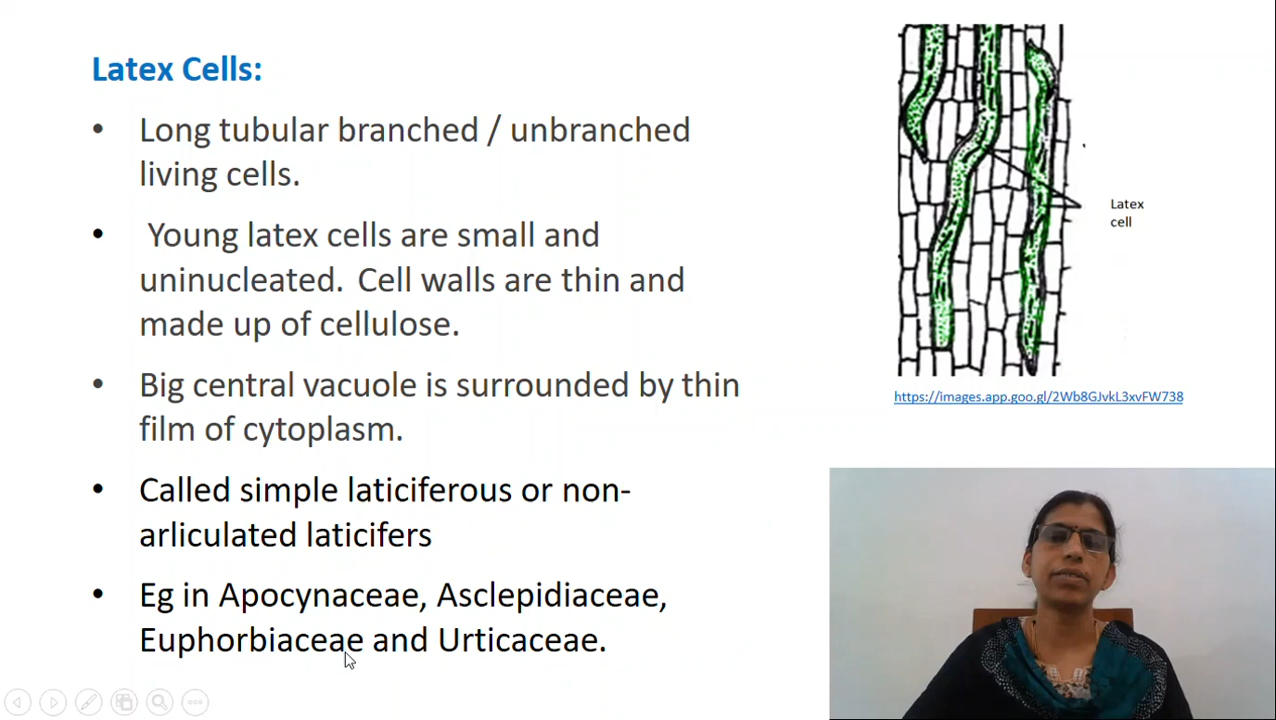 Latex Cells:
• Long tubular branched / unbranched
living cells.
• Young latex cells are small and
uninucleated. Cell walls are thin and
made up of cellulose.
• Big central vacuole is surrounded by thin
film of cytoplasm.
• Called simple laticiferous or non-
arliculated laticifers
• Eg in Apocynaceae, Asclepidiaceae,
Euphorbiaceae and Urticaceae.
Latex
cell
https://images.app.goo.gl/2Wb8GJvkL3xvFW738